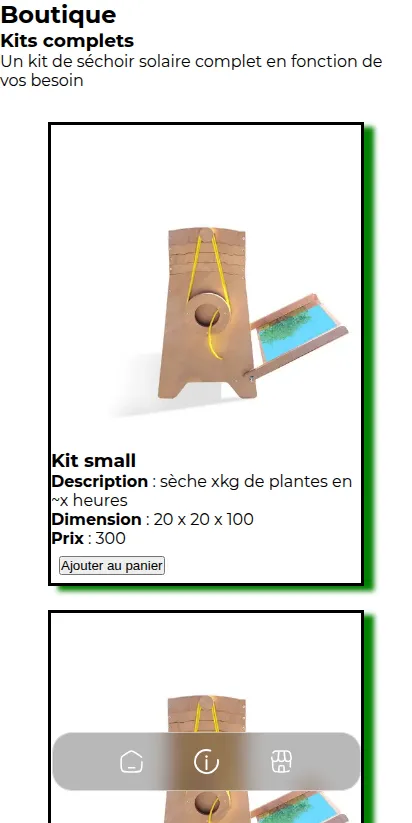 Boutique
Kits complets
Un kit de séchoir solaire complet en fonction de
vos besoin
Kit small
Description : sèche xkg de plantes en
~x heures
Dimension : 20 x 20 x 100
Prix : 300
Ajouter au panier